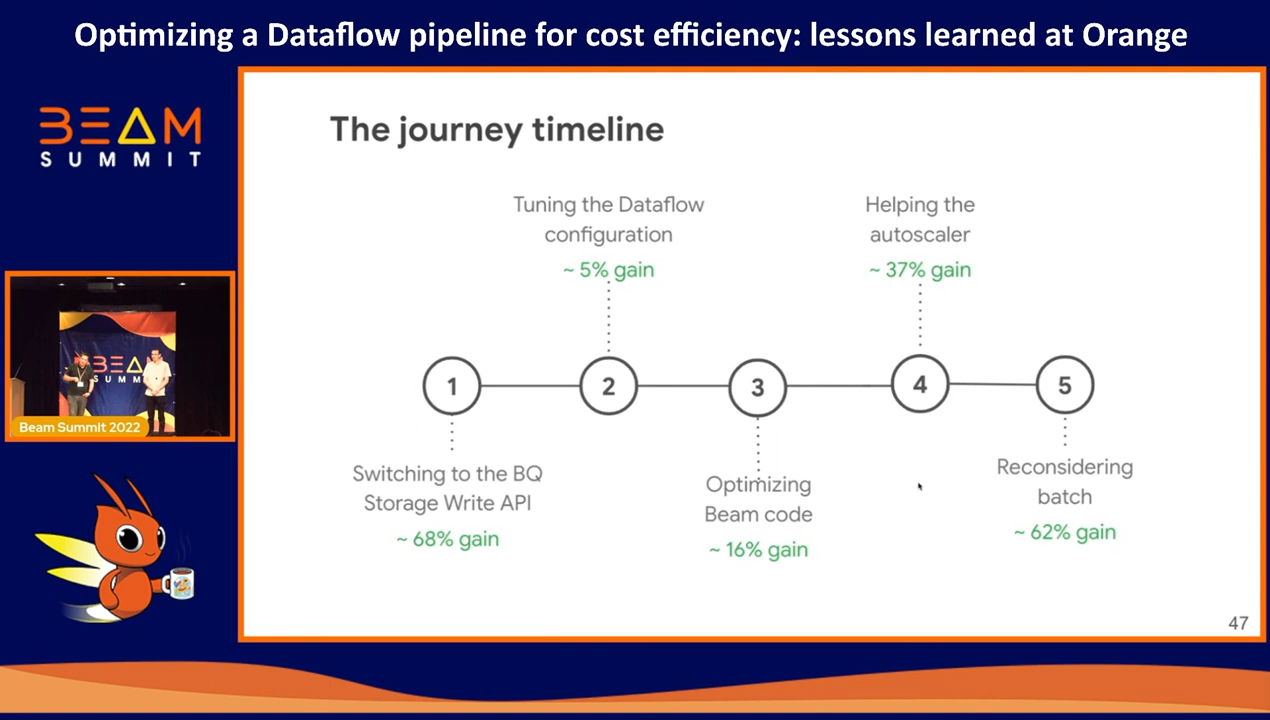 Optimizing a Dataflow pipeline for cost efficiency: lessons learned at Orange
BEAM
SUMMIT
The journey timeline
Tuning the Dataflow
configuration
~ 5% gain
Helping the
autoscaler
~ 37% gain
1
2
3
4
5
Switching to the BQ
Storage Write API
~ 68% gain
Optimizing
Beam code
~ 16% gain
Reconsidering
batch
~ 62% gain
47
BEAM
SUMM
Beam Summit 2022